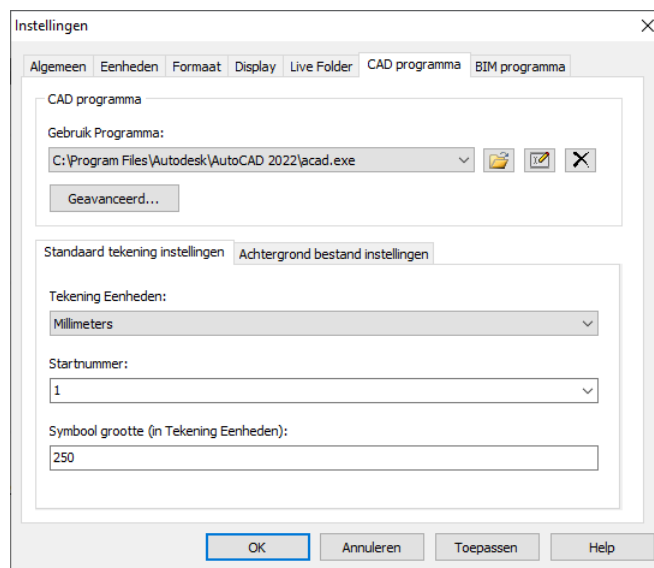 Instellingen
Algemeen Eenheden Formaat Display Live Folder CAD programma BIM programma
CAD programma
Gebruik Programma:
C:\Program Files\Autodesk\AutoCAD 2022\acad.exe
Geavanceerd...
Standaard tekening instellingen Achtergrond bestand instellingen
Tekening Eenheden:
Millimeters
Startnummer:
1
Symbool grootte (in Tekening Eenheden):
250
OK Annuleren Toepassen Help